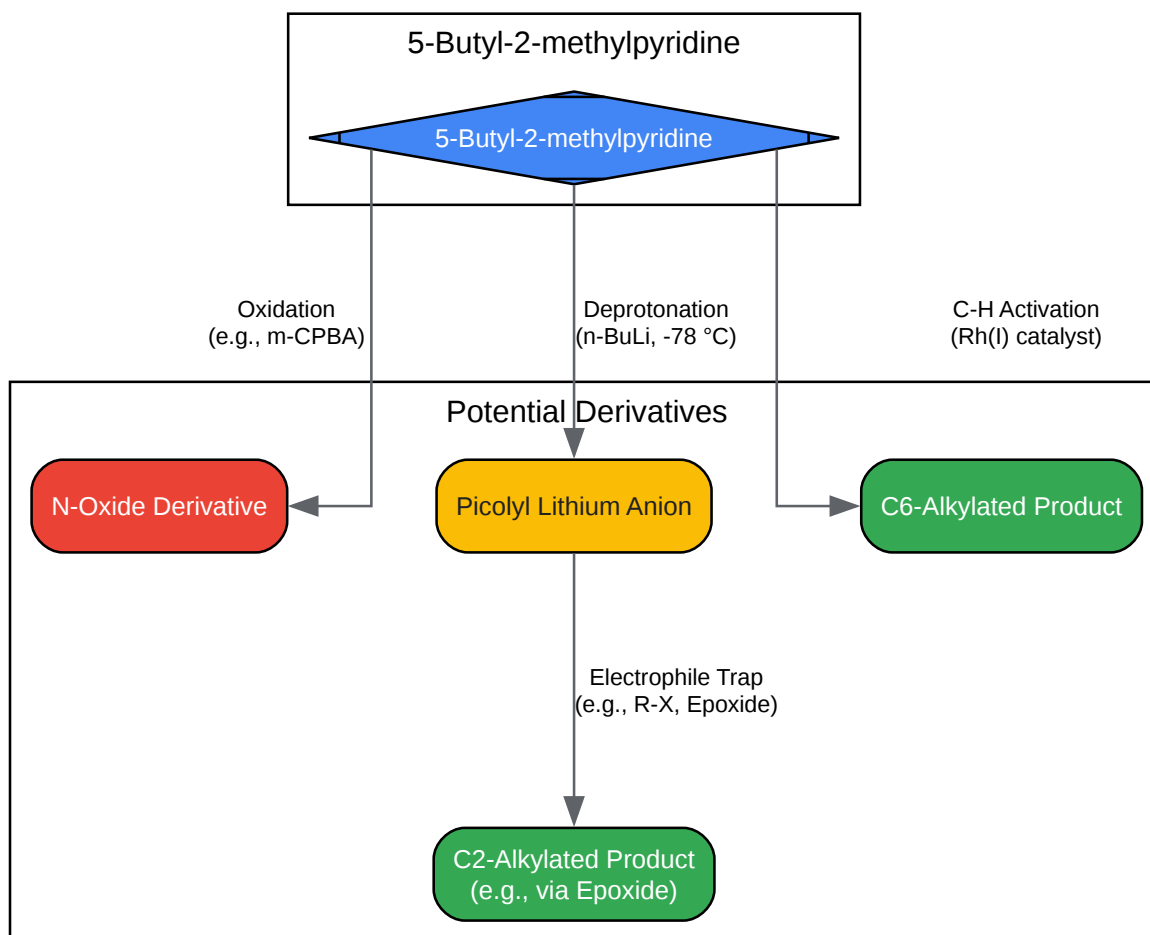 5-Butyl-2-methylpyridine
5-Butyl-2-methylpyridine
Oxidation
(e.g., m-CPBA)
Deprotonation
(n-BuLi, -78 °C)
C-H Activation
(Rh(I) catalyst)
Potential Derivatives
N-Oxide Derivative
Picolyl Lithium Anion
C6-Alkylated Product
Electrophile Trap
(e.g., R-X, Epoxide)
C2-Alkylated Product
(e.g., via Epoxide)